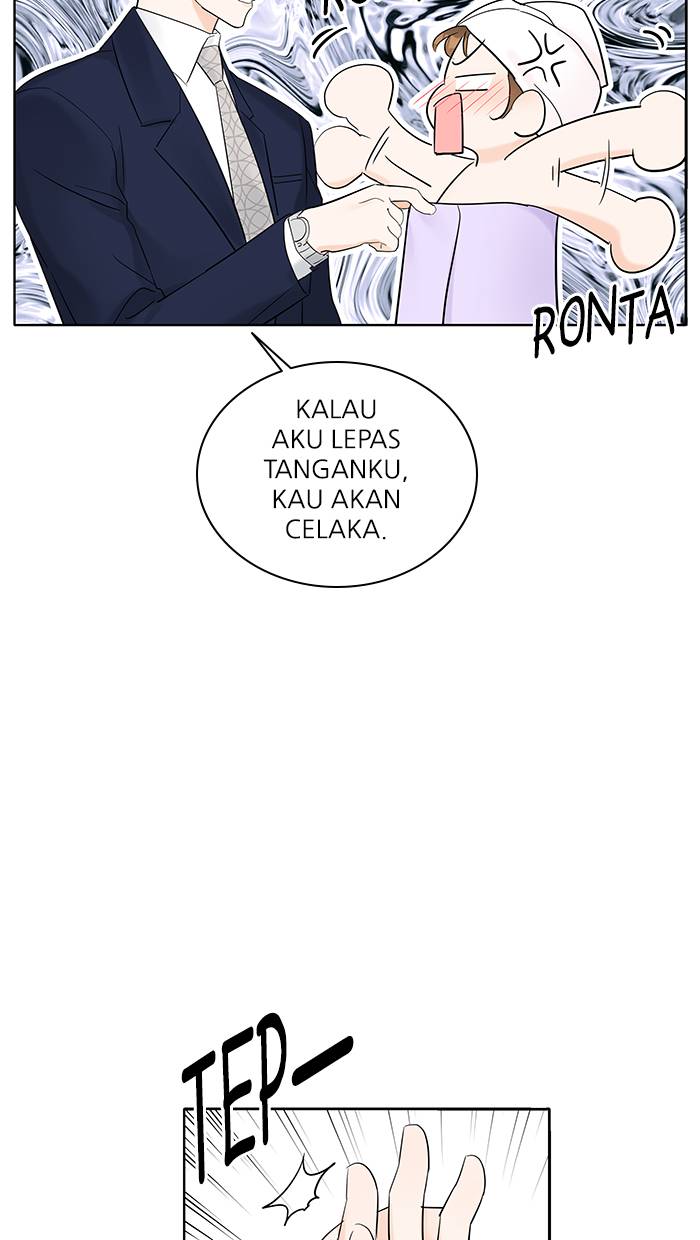 RONTA
KALAU
AKU LEPAS
TANGANKU,
KAU AKAN
CELAKA.
TEP—